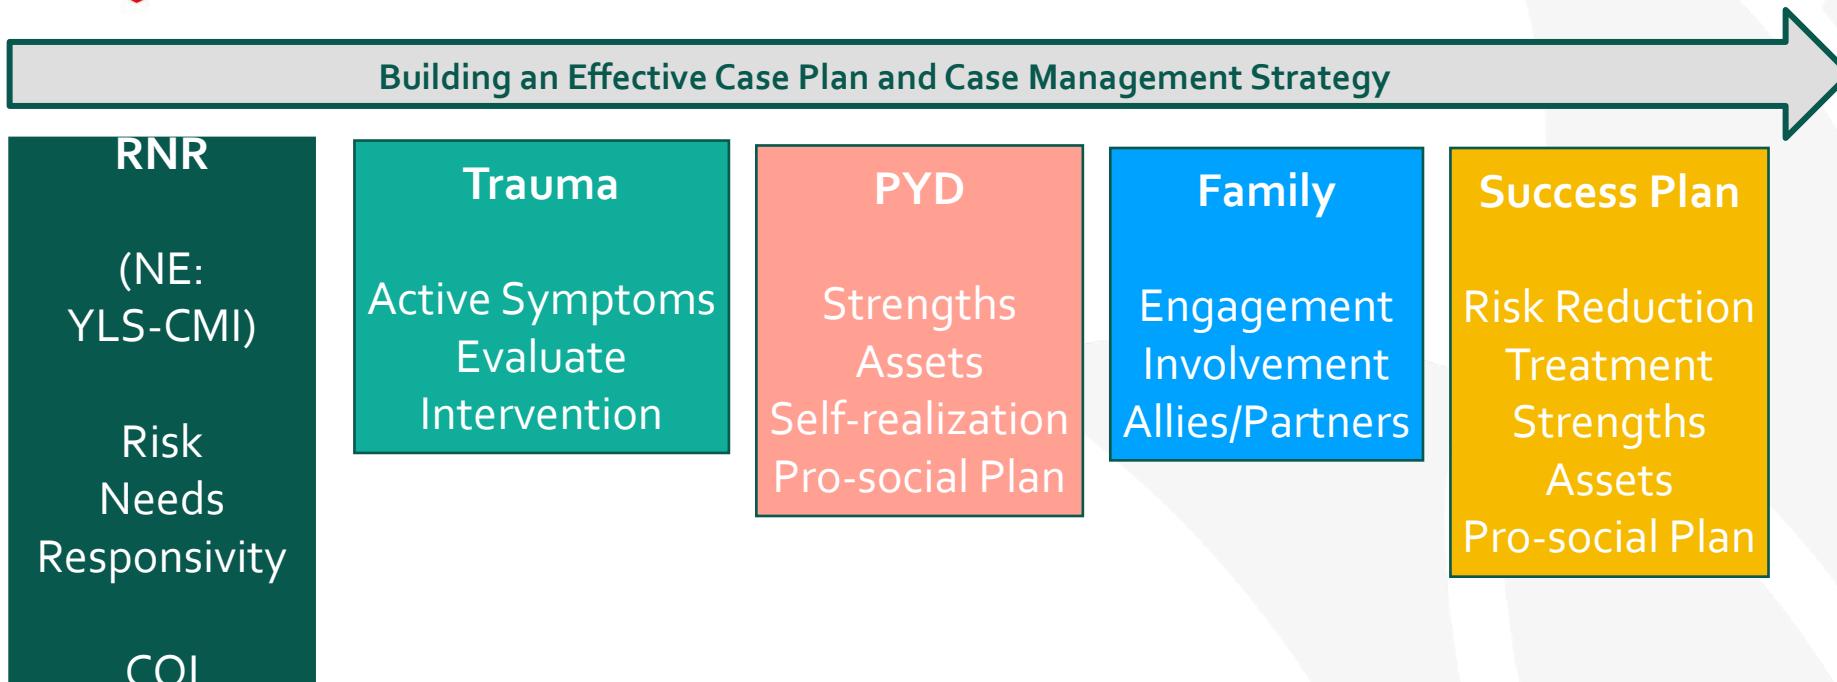 Building an Effective Case Plan and Case Management Strategy
RNR
(NE:
YLS-CMI)
Risk
Needs
Responsivity
Trauma
Active Symptoms
Evaluate
Intervention
PYD
Strengths
Assets
Self-realization
Pro-social Plan
Family
Engagement
Involvement
Allies/Partners
Success Plan
Risk Reduction
Treatment
Strengths
Assets
Pro-social Plan